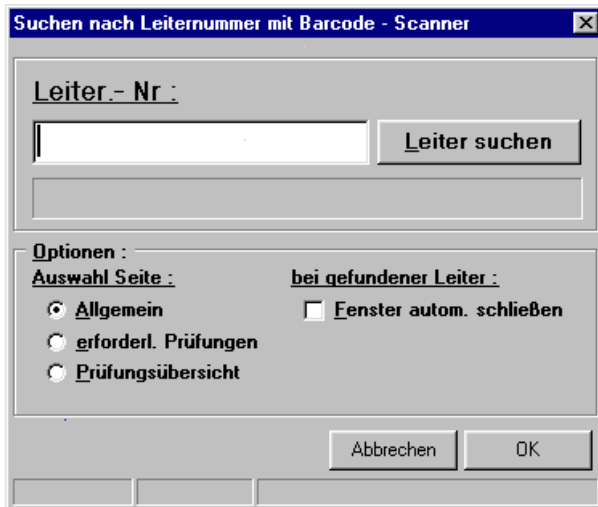 Suchen nach Leiternummer mit Barcode - Scanner
Leiter.- Nr :
Leiter suchen
Optionen :
Auswahl Seite :
bei gefundener Leiter :
Allgemein
Fenster autom. schließen
erforderl. Prüfungen
Prüfungsübersicht
Abbrechen
OK